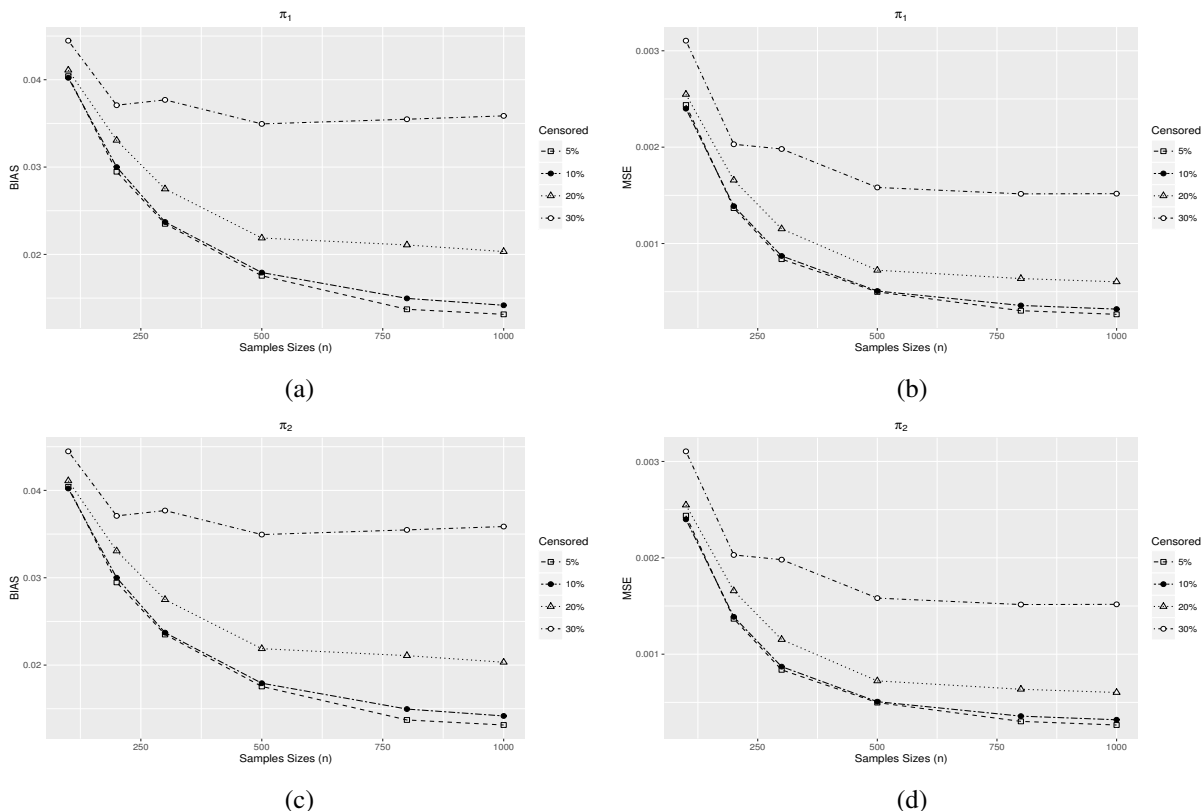 π1
0.04
0.03
0.02
BIAS
250
500
750
1000
Samples Sizes (n)
Censored
5%
10%
20%
30%
(a)
π1
0.003
0.002
0.001
MSE
250
500
750
1000
Samples Sizes (n)
Censored
5%
10%
20%
30%
(b)
π2
0.04
0.03
0.02
BIAS
250
500
750
1000
Samples Sizes (n)
Censored
5%
10%
20%
30%
(c)
π2
0.003
0.002
0.001
MSE
250
500
750
1000
Samples Sizes (n)
Censored
5%
10%
20%
30%
(d)